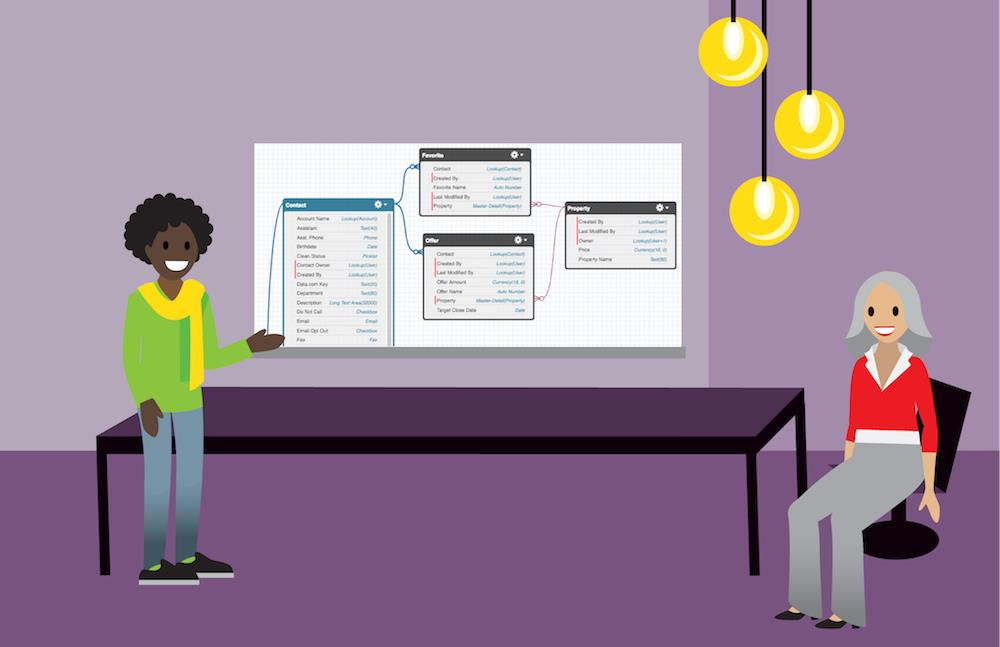 Contact
Account Name Lookup(Account)
Assistant Text(40)
Asst. Phone Phone
Birthdate Date
Clean Status Picklist
Contact Owner Lookup(User)
Created By Lookup(User)
Data.com Key Text(20)
Department Text(80)
Description Long Text Area(32000)
Do Not Call Checkbox
Email Email
Email Opt Out Checkbox
Fax Fax
Favorite
Contact Lookup(Contact)
Created By Lookup(User)
Favorite Name Auto Number
Last Modified By Lookup(User)
Property Master-Detail(Property)
Offer
Contact Lookup(Contact)
Created By Lookup(User)
Last Modified By Lookup(User)
Offer Amount Currency(18, 0)
Offer Name Auto Number
Property Master-Detail(Property)
Target Close Date Date
Property
Created By Lookup(User)
Last Modified By Lookup(User)
Owner Lookup(User+1)
Price Currency(18, 0)
Property Name Text(80)